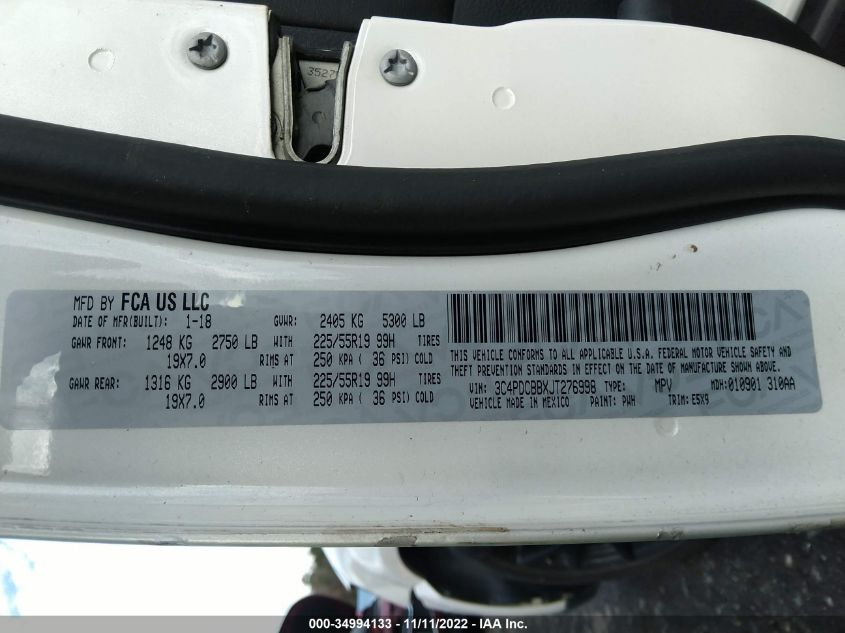 3527
MFD BY FCA US LLC
DATE OF MFR(BUILT): 1-18 GVWR: 2405 KG 5300 LB
GAWR FRONT: 1248 KG 2750 LB 225/55R19 99H TIRES
19X7.0 RIMS AT 250 KPA ( 36 PSI) COLD
GAWR REAR: 1316 KG 2900 LB 225/55R19 99H TIRES
19X7.0 RIMS AT 250 KPA ( 36 PSI) COLD
THIS VEHICLE CONFORMS TO ALL APPLICABLE U.S.A. FEDERAL MOTOR VEHICLE SAFETY AND
THEFT PREVENTION STANDARDS IN EFFECT ON THE DATE OF MANUFACTURE SHOWN ABOVE.
VIN: 3C4PDCBBXJT276998 TYPE: MPV MDH: 010901 310AA
VEHICLE MADE IN MEXICO PAINT: PWH TRIM: E5X9
000-34994133 - 11/11/2022 - IAA Inc.